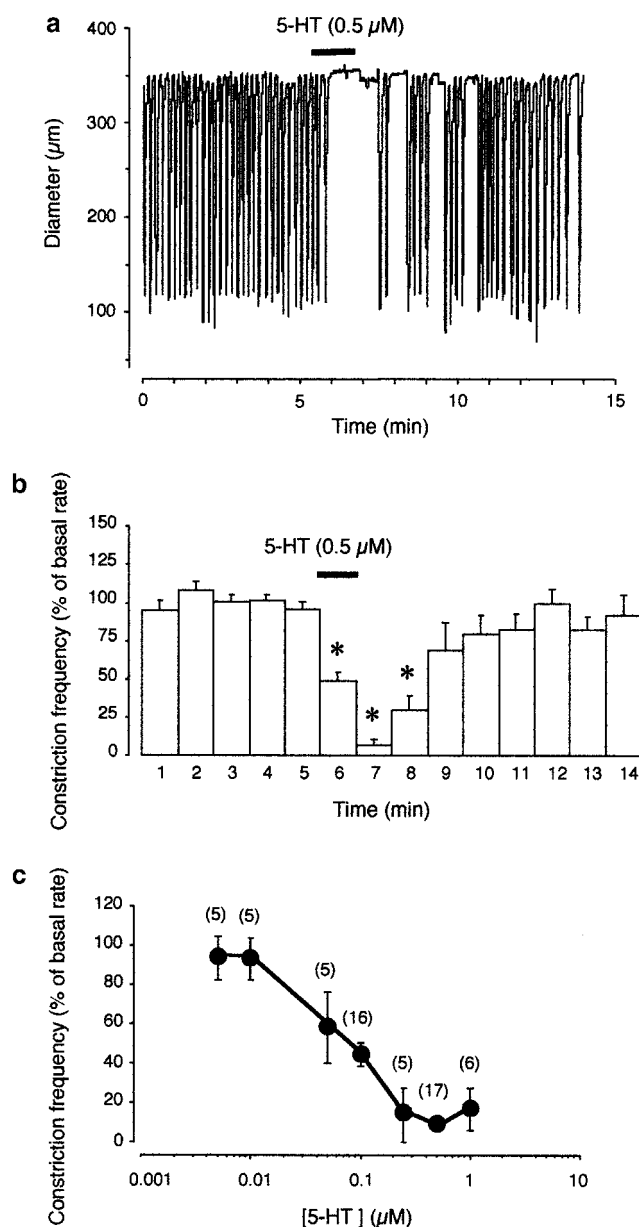 a
5-HT (0.5 µM)
400
300
200
100
Diameter (µm)
0 5 10 15
Time (min)
b
5-HT (0.5 µM)
150
125
100
75
50
25
0
Constriction frequency (% of basal rate)
* * *
1 2 3 4 5 6 7 8 9 10 11 12 13 14
Time (min)
c
120
100
80
60
40
20
0
Constriction frequency (% of basal rate)
(5) (5) (5) (16) (5) (17) (6)
0.001 0.01 0.1 1 10
[5-HT ] (µM)